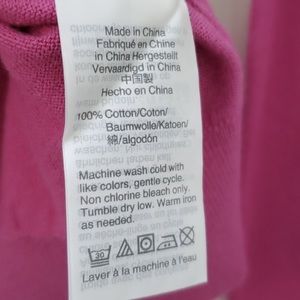 Made in China
Fabriqué en Chine
in China Hergestellt
Vervaardigd in China
中国製
Hecho en China
100% Cotton/Coton/
Baumwolle/Katoen/
綿/algodón
Machine wash cold with
like colors, gentle cycle.
Non chlorine bleach only.
Tumble dry low. Warm iron
as needed.
30
Laver à la machine à l'eau